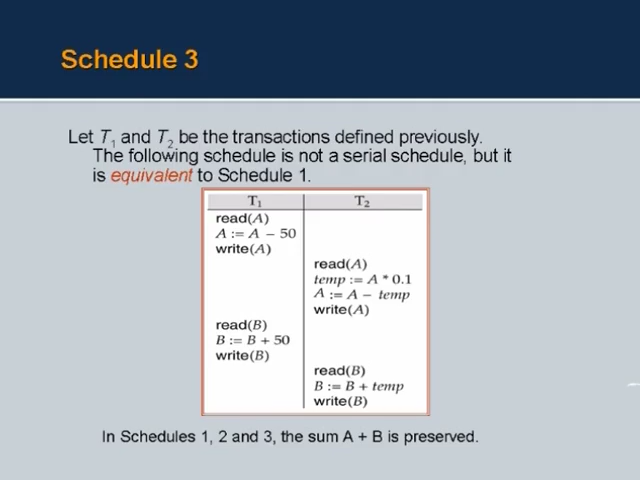 Schedule 3
Let T1 and T2 be the transactions defined previously.
The following schedule is not a serial schedule, but it
is equivalent to Schedule 1.
T1 T2
read(A)
A := A − 50
write(A)
read(A)
temp := A * 0.1
A := A − temp
write(A)
read(B)
B := B + 50
write(B)
read(B)
B := B + temp
write(B)
In Schedules 1, 2 and 3, the sum A + B is preserved.